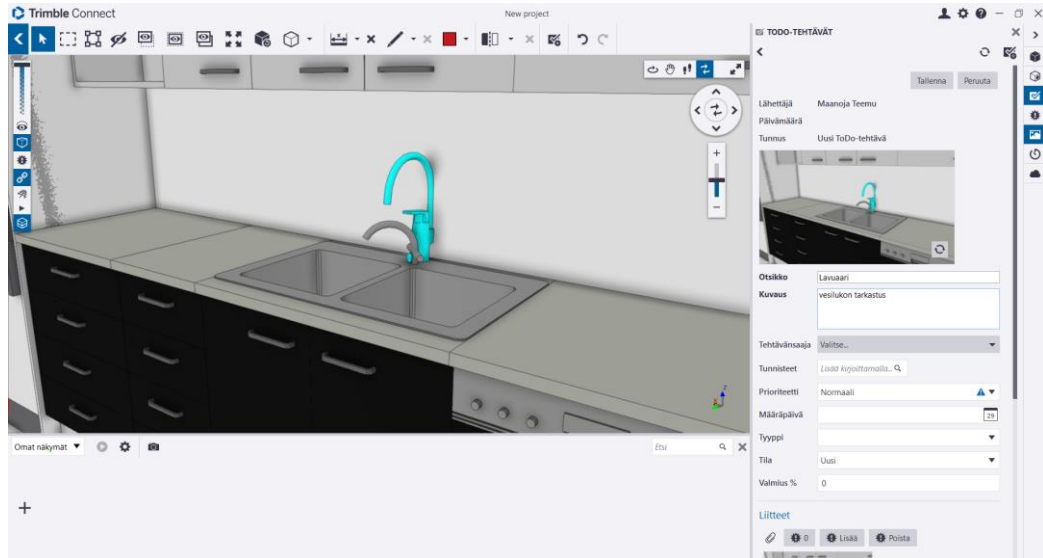 Trimble Connect
New project
TODO-TEHTÄVÄT
Tallenna Peruuta
Lähettäjä Maanoja Teemu
Päivämäärä
Tunnus Uusi ToDo-tehtävä
Otsikko Lavuaari
Kuvaus vesilukon tarkastus
Tehtävänsaaja Valitse...
Tunnisteet Lisää kirjoittamalla...
Prioriteetti Normaali
Määräpäivä 29
Tyyppi
Tila Uusi
Valmius % 0
Liitteet
0 Lisää Poista
Omat näkymät Etsi